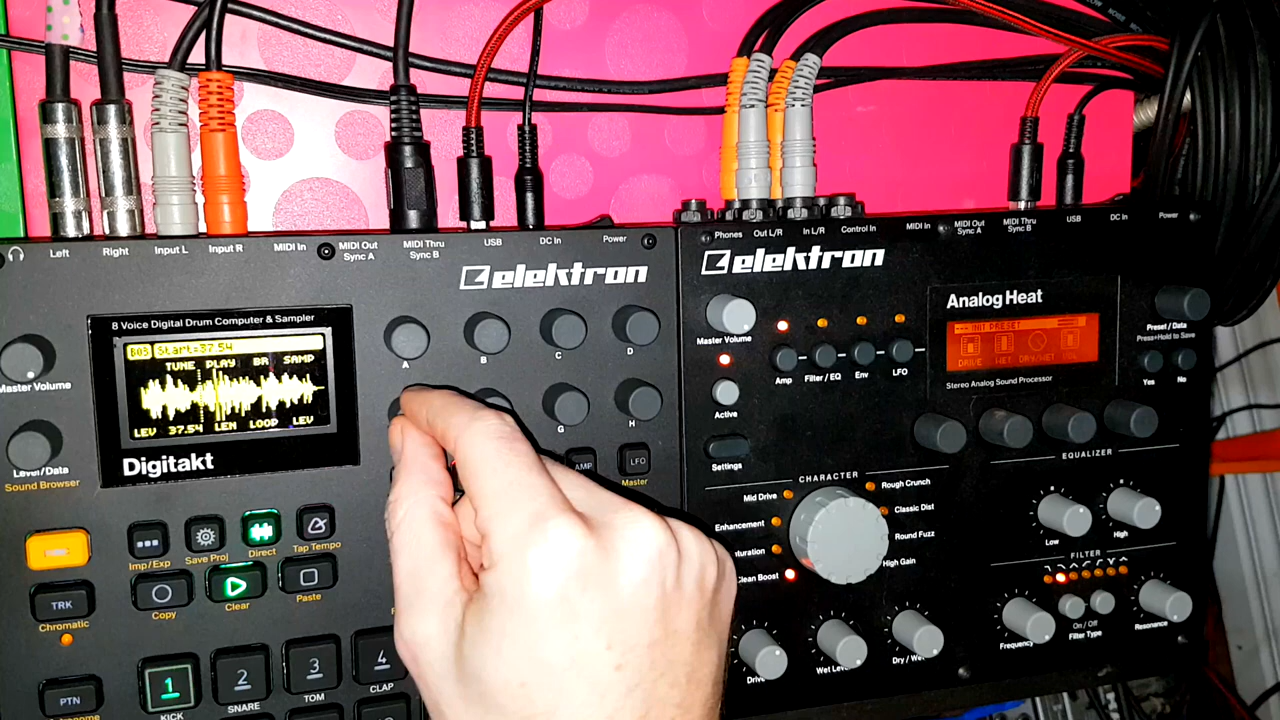 Left
Right
Input L
Input R
MIDI In
MIDI Out
Sync A
MIDI Thru
Sync B
USB
DC In
Power
elektron
8 Voice Digital Drum Computer & Sampler
Start=37.54
TUNE PLAY BR SAMP
LEV 37.54 LEN LOOP LEV
Digitakt
Master Volume
Level/Data
Sound Browser
A
B
C
D
G
H
AMP
LFO
Master
Imp/Exp
Save Proj
Direct
Tap Tempo
Copy
Clear
Paste
TRK
Chromatic
PTN
1
KICK
2
SNARE
3
TOM
4
CLAP
Phones
Out L/R
In L/R
Control In
MIDI In
MIDI Out
Sync A
MIDI Thru
Sync B
USB
DC In
Power
elektron
Analog Heat
INIT PRESET
DRIVE
DRY/WET
Stereo Analog Sound Processor
Master Volume
Active
Settings
Amp
Filter / EQ
Env
LFO
Preset / Data
Press+Hold to Save
Yes
No
CHARACTER
Mid Drive
Rough Crunch
Enhancement
Classic Dist
Round Fuzz
Clean Boost
High Gain
Drive
Dry / Wet
EQUALIZER
Low
High
FILTER
Frequency
On / Off
Filter Type
Resonance